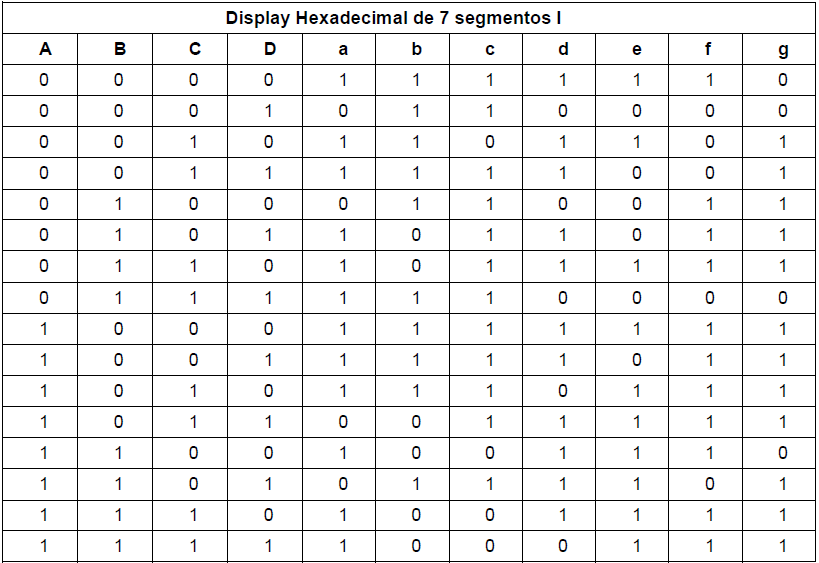 Display Hexadecimal de 7 segmentos I
A B C D a b c d e f g
0 0 0 0 1 1 1 1 1 1 0
0 0 0 1 0 1 1 0 0 0 0
0 0 1 0 1 1 0 1 1 0 1
0 0 1 1 1 1 1 1 0 0 1
0 1 0 0 0 1 1 0 0 1 1
0 1 0 1 1 0 1 1 0 1 1
0 1 1 0 1 0 1 1 1 1 1
0 1 1 1 1 1 1 0 0 0 0
1 0 0 0 1 1 1 1 1 1 1
1 0 0 1 1 1 1 1 0 1 1
1 0 1 0 1 1 1 0 1 1 1
1 0 1 1 0 0 1 1 1 1 1
1 1 0 0 1 0 0 1 1 1 0
1 1 0 1 0 1 1 1 1 0 1
1 1 1 0 1 0 0 1 1 1 1
1 1 1 1 1 0 0 0 1 1 1